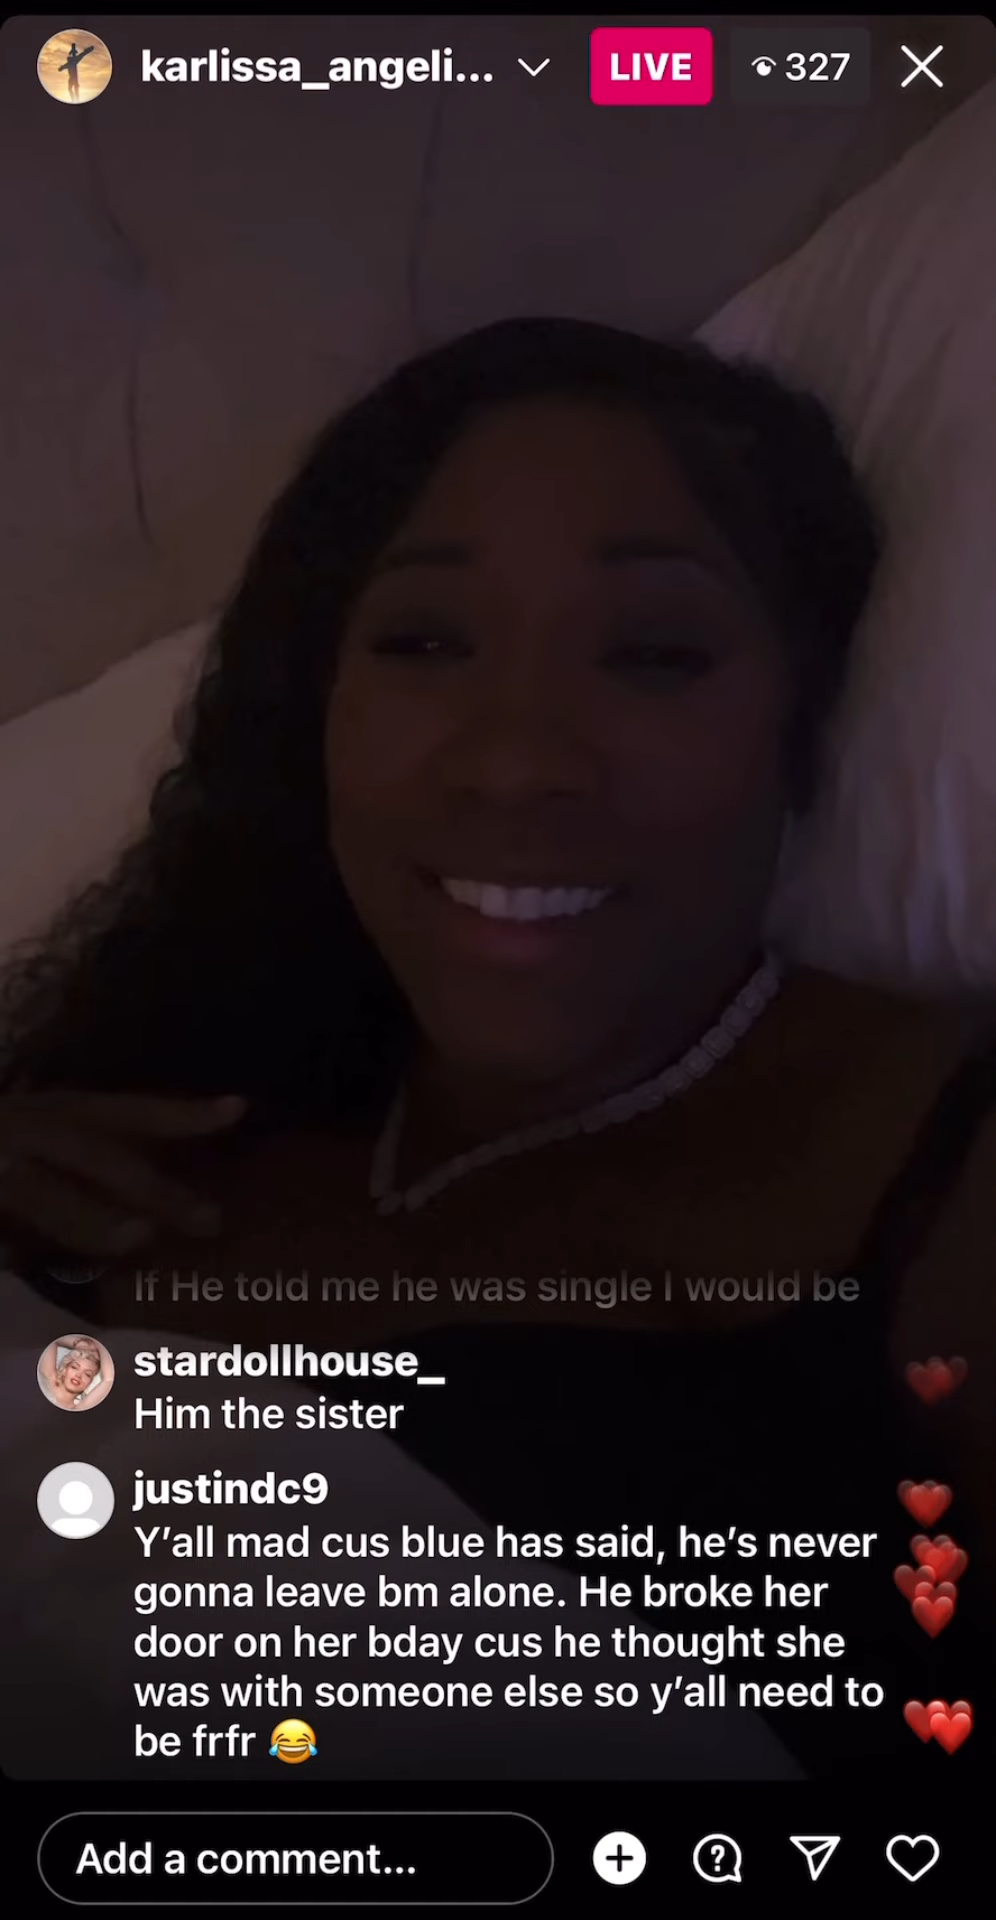 karlissa_angeli...
LIVE
327
If He told me he was single I would be
stardollhouse_
Him the sister
justindc9
Y’all mad cus blue has said, he’s never
gonna leave bm alone. He broke her
door on her bday cus he thought she
was with someone else so y’all need to
be frfr 😂
Add a comment...